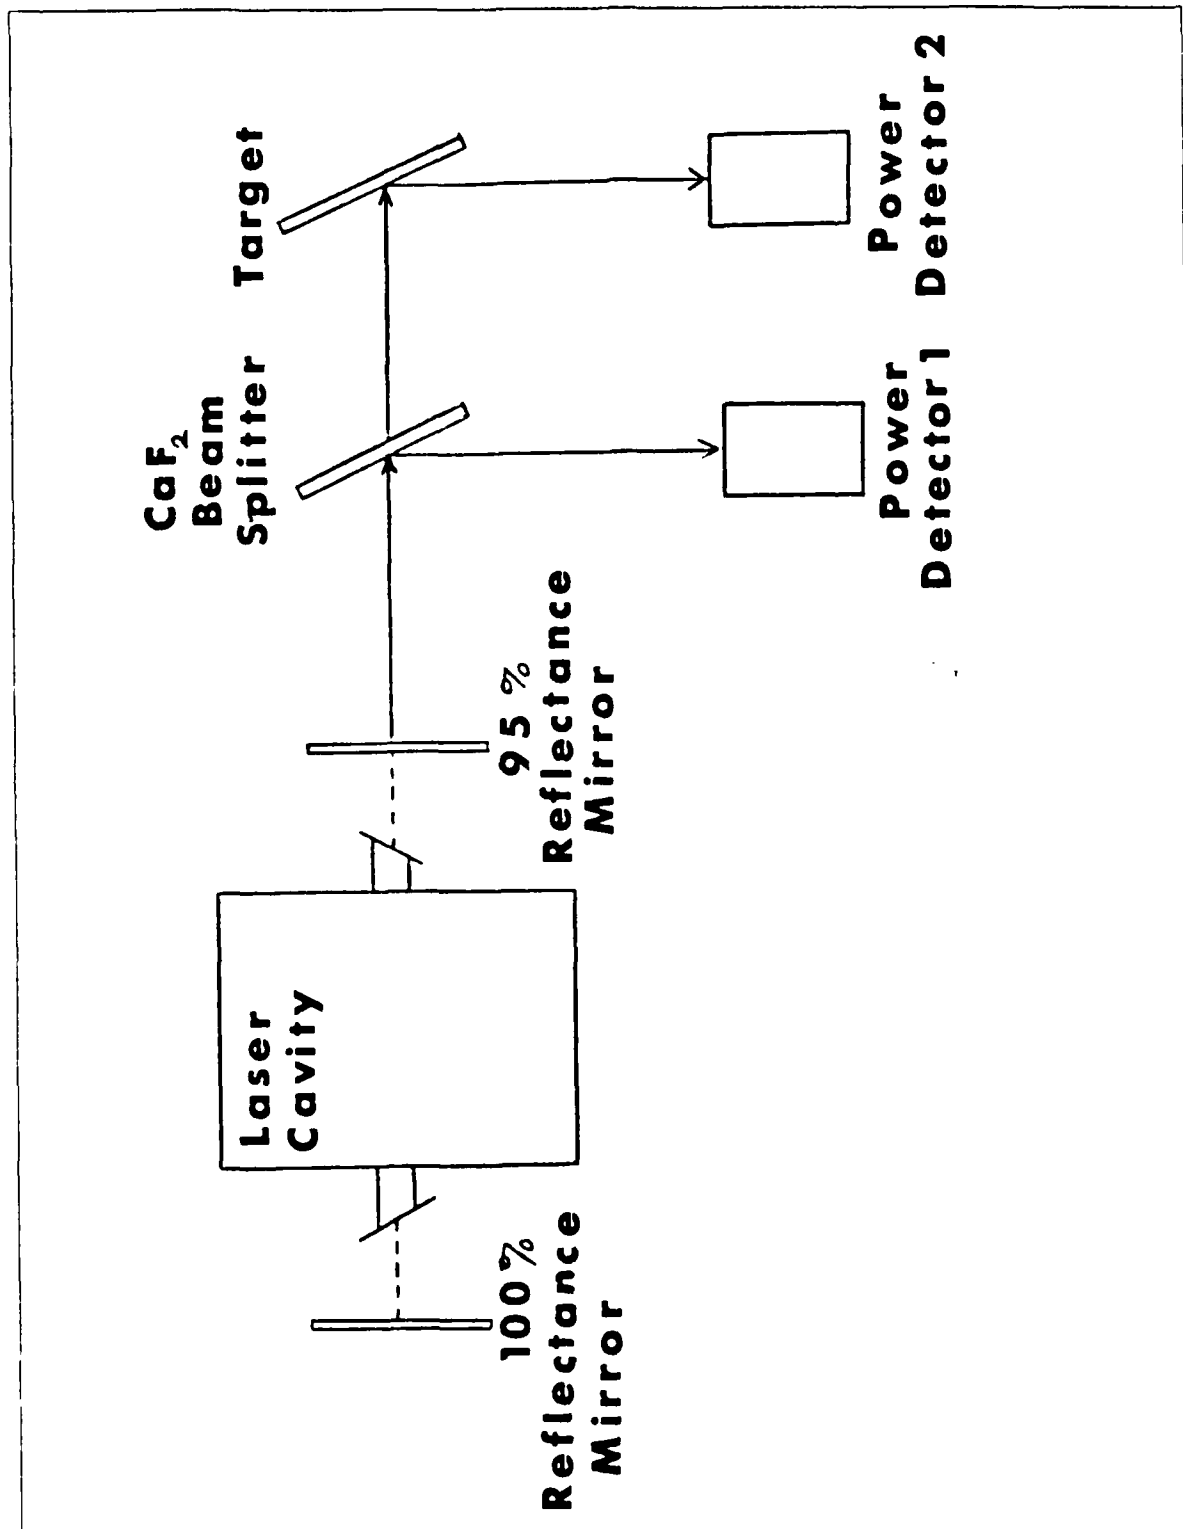 100%
Reflectance
Mirror
Laser
Cavity
95%
Reflectance
Mirror
CaF₂
Beam
Splitter
Target
Power
Detector 1
Power
Detector 2